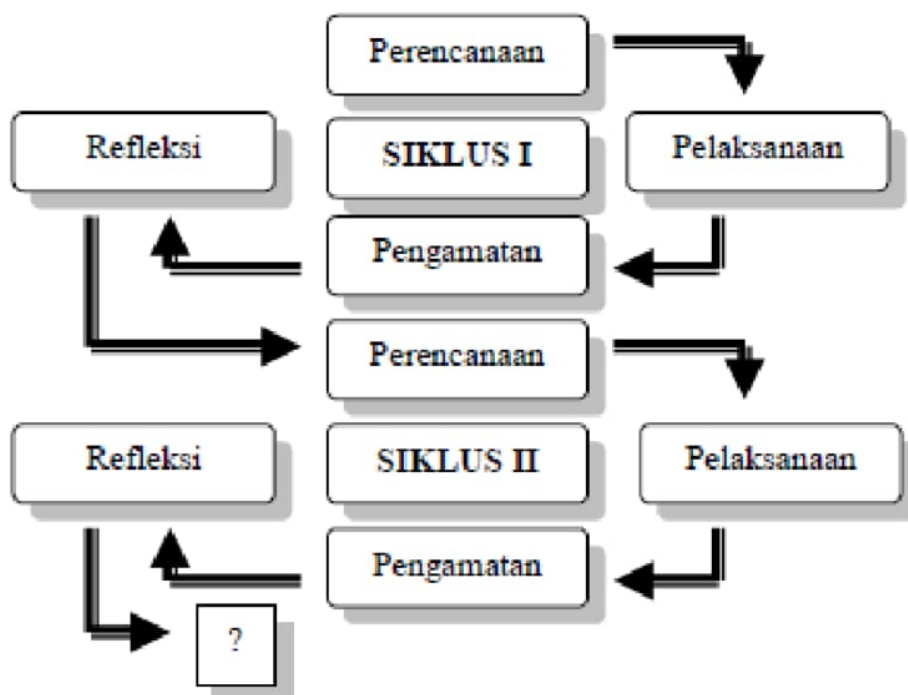 Perencanaan
Refleksi
SIKLUS I
Pelaksanaan
Pengamatan
Perencanaan
Refleksi
SIKLUS II
Pelaksanaan
Pengamatan
?